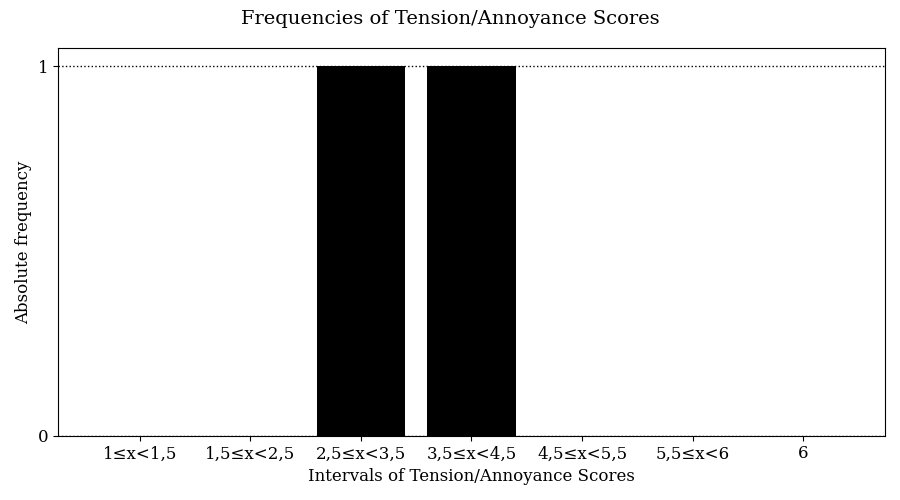 Frequencies of Tension/Annoyance Scores
1
Absolute frequency
0
1≤x<1,5 1,5≤x<2,5 2,5≤x<3,5 3,5≤x<4,5 4,5≤x<5,5 5,5≤x<6 6
Intervals of Tension/Annoyance Scores